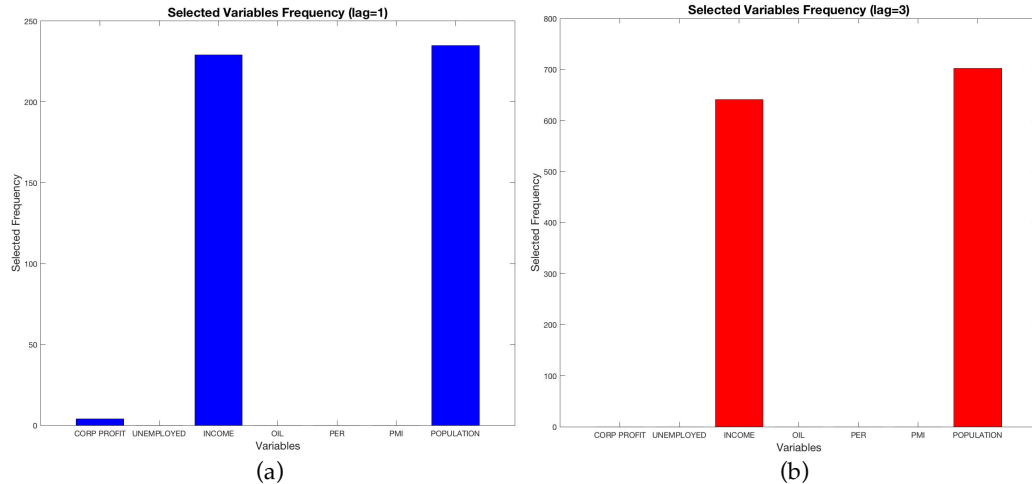 Selected Variables Frequency (lag=1)
250
200
150
100
50
0
Selected Frequency
CORP PROFIT UNEMPLOYED INCOME OIL PER PMI POPULATION
Variables
(a)
Selected Variables Frequency (lag=3)
800
700
600
500
400
300
200
100
0
Selected Frequency
CORP PROFIT UNEMPLOYED INCOME OIL PER PMI POPULATION
Variables
(b)